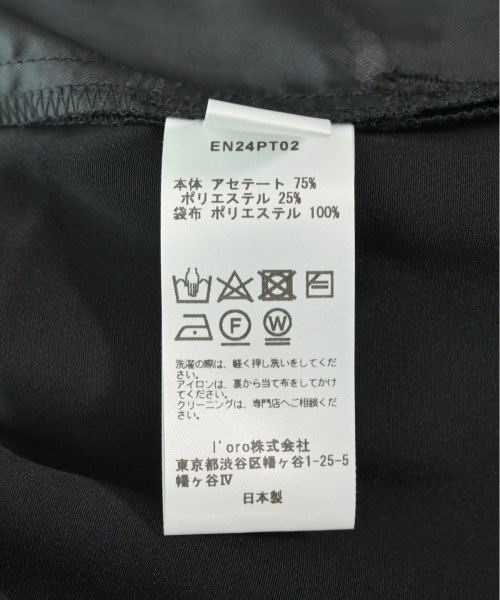 EN24PT02
本体 アセテート 75%
ポリエステル 25%
袋布 ポリエステル 100%
F
W
洗濯の際は、軽く押し洗いをしてくだ
さい。
アイロンは、裏から当て布をしてかけ
てください。
クリーニングは、専門店へご相談くだ
さい。
l'oro株式会社
東京都渋谷区幡ヶ谷1-25-5
幡ヶ谷Ⅳ
日本製